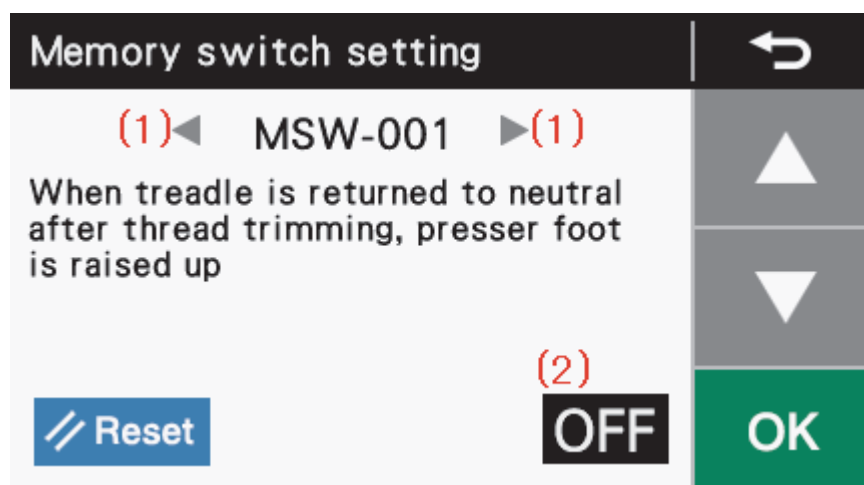 Memory switch setting
(1) MSW-001 (1)
When treadle is returned to neutral
after thread trimming, presser foot
is raised up
(2)
Reset OFF OK